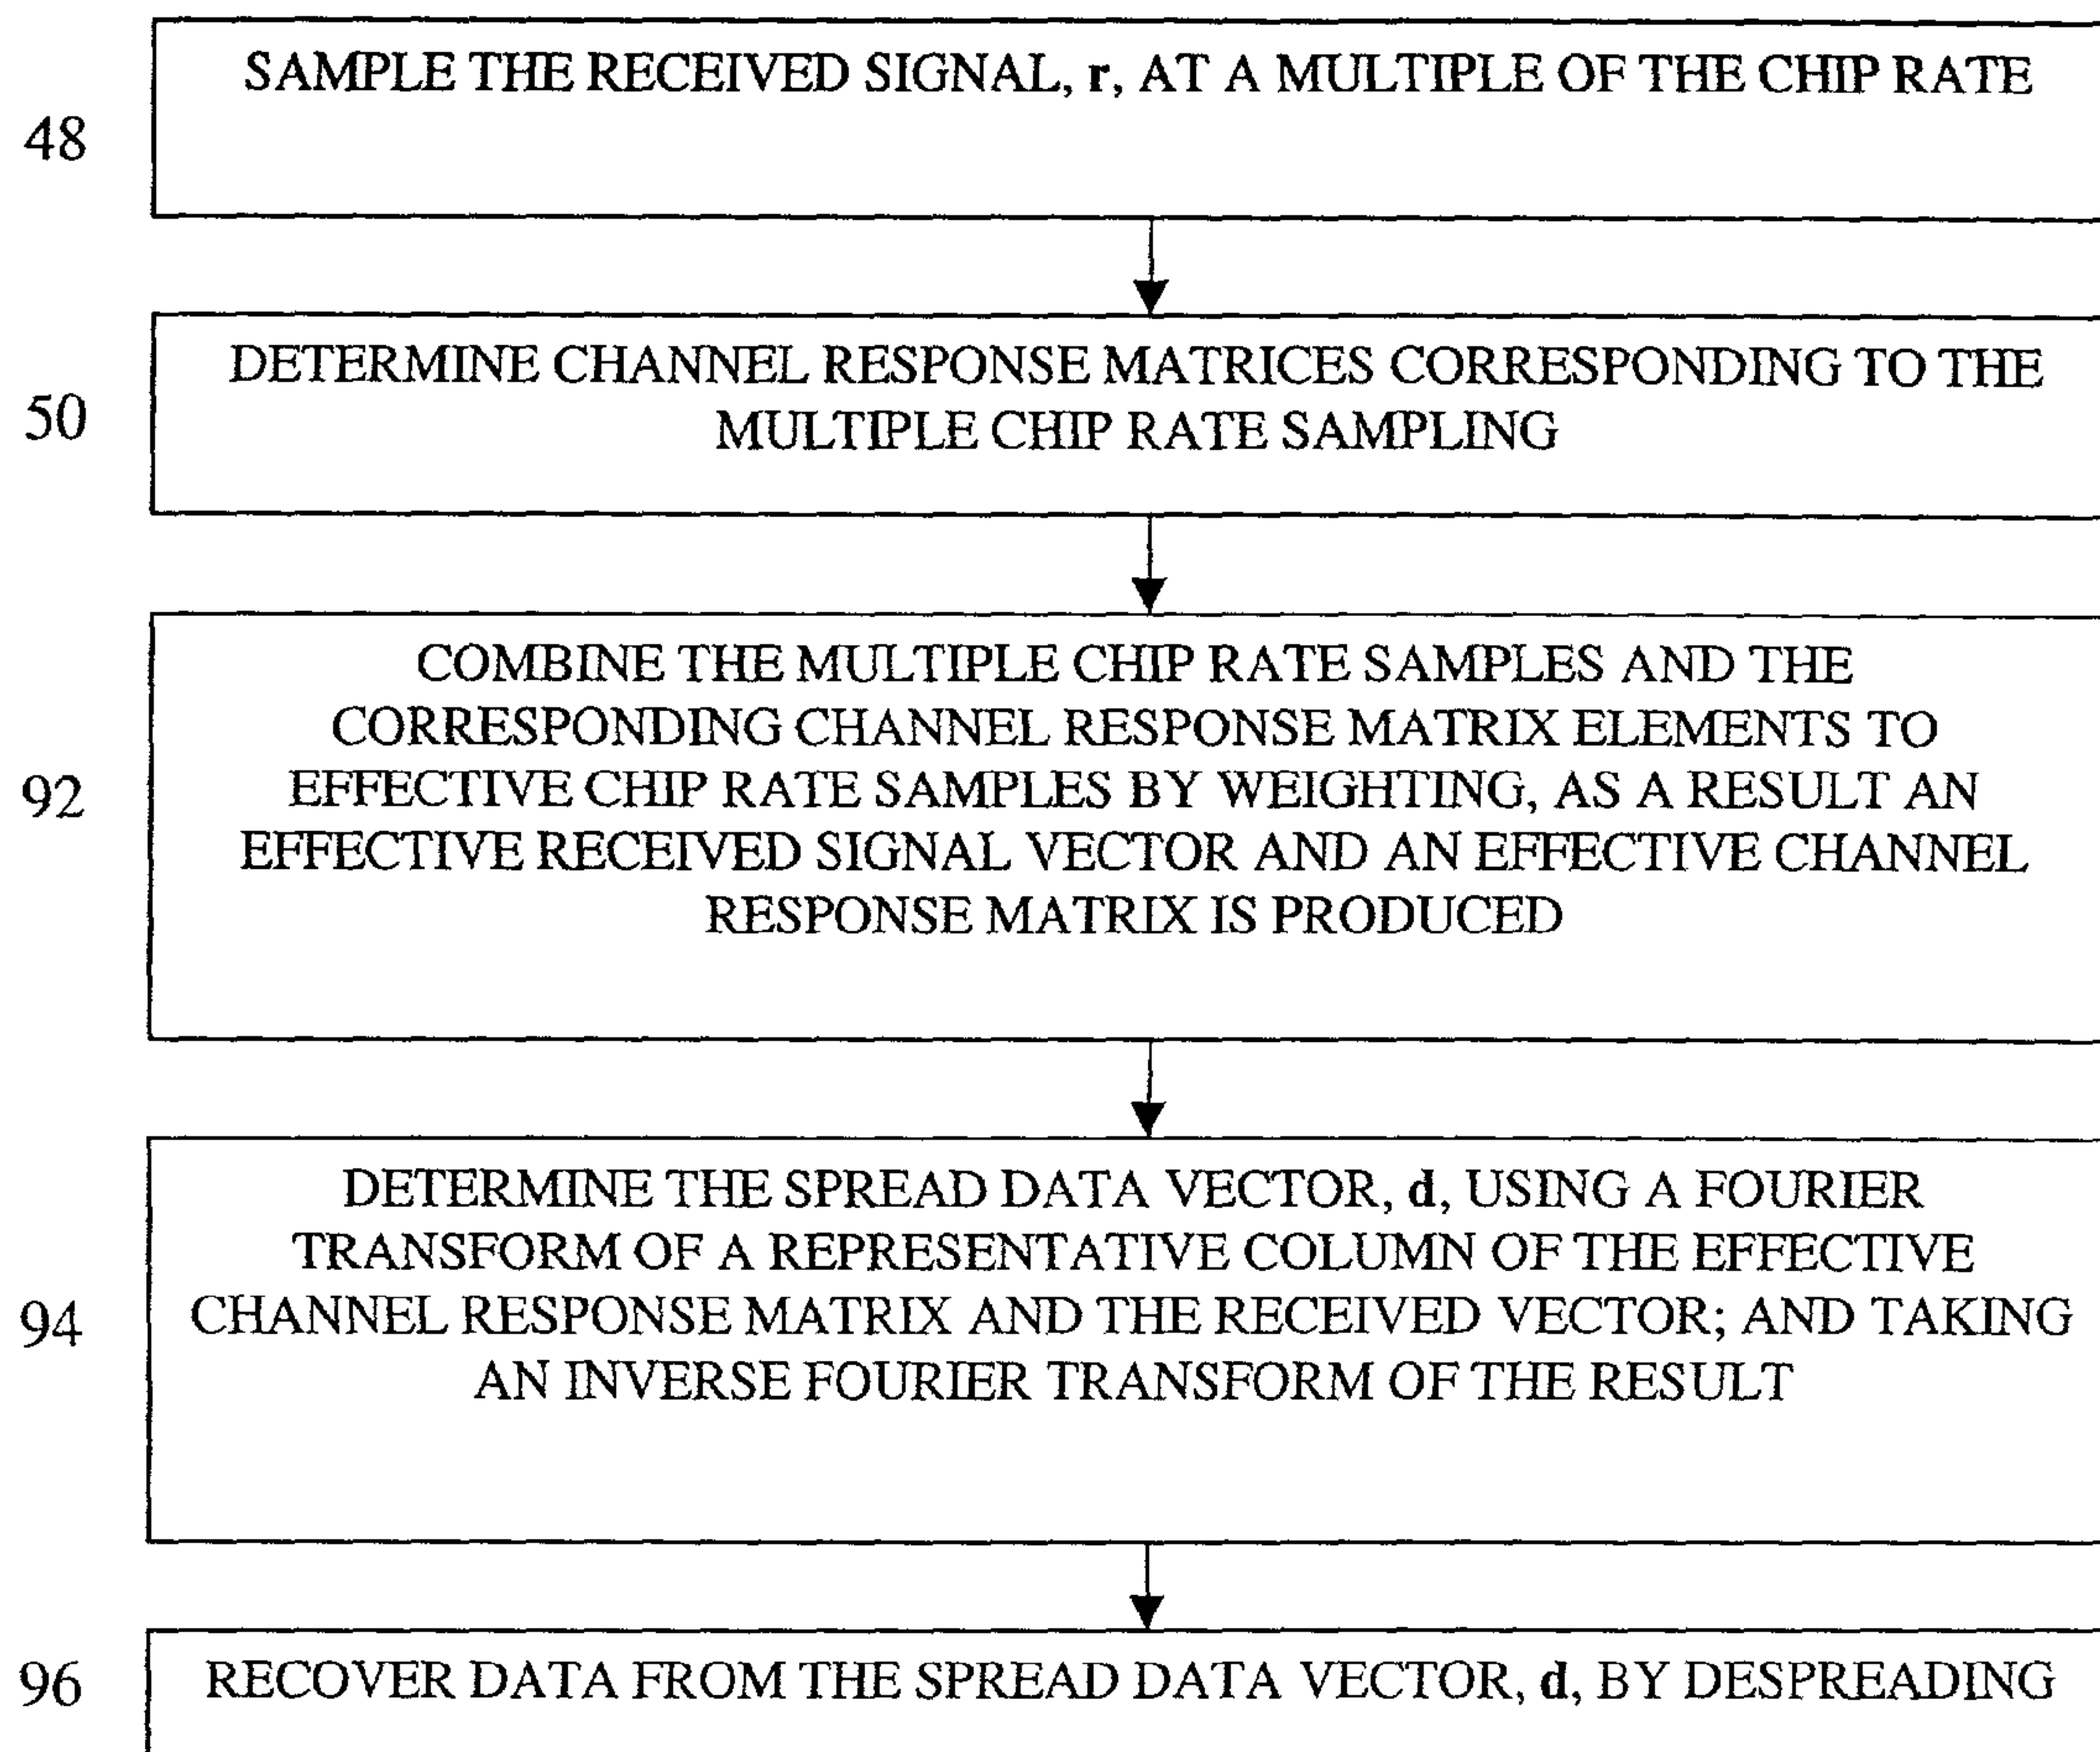 SAMPLE THE RECEIVED SIGNAL, r, AT A MULTIPLE OF THE CHIP RATE
48
DETERMINE CHANNEL RESPONSE MATRICES CORRESPONDING TO THE
MULTIPLE CHIP RATE SAMPLING
50
COMBINE THE MULTIPLE CHIP RATE SAMPLES AND THE
CORRESPONDING CHANNEL RESPONSE MATRIX ELEMENTS TO
EFFECTIVE CHIP RATE SAMPLES BY WEIGHTING, AS A RESULT AN
EFFECTIVE RECEIVED SIGNAL VECTOR AND AN EFFECTIVE CHANNEL
RESPONSE MATRIX IS PRODUCED
92
DETERMINE THE SPREAD DATA VECTOR, d, USING A FOURIER
TRANSFORM OF A REPRESENTATIVE COLUMN OF THE EFFECTIVE
CHANNEL RESPONSE MATRIX AND THE RECEIVED VECTOR; AND TAKING
AN INVERSE FOURIER TRANSFORM OF THE RESULT
94
RECOVER DATA FROM THE SPREAD DATA VECTOR, d, BY DESPREADING
96